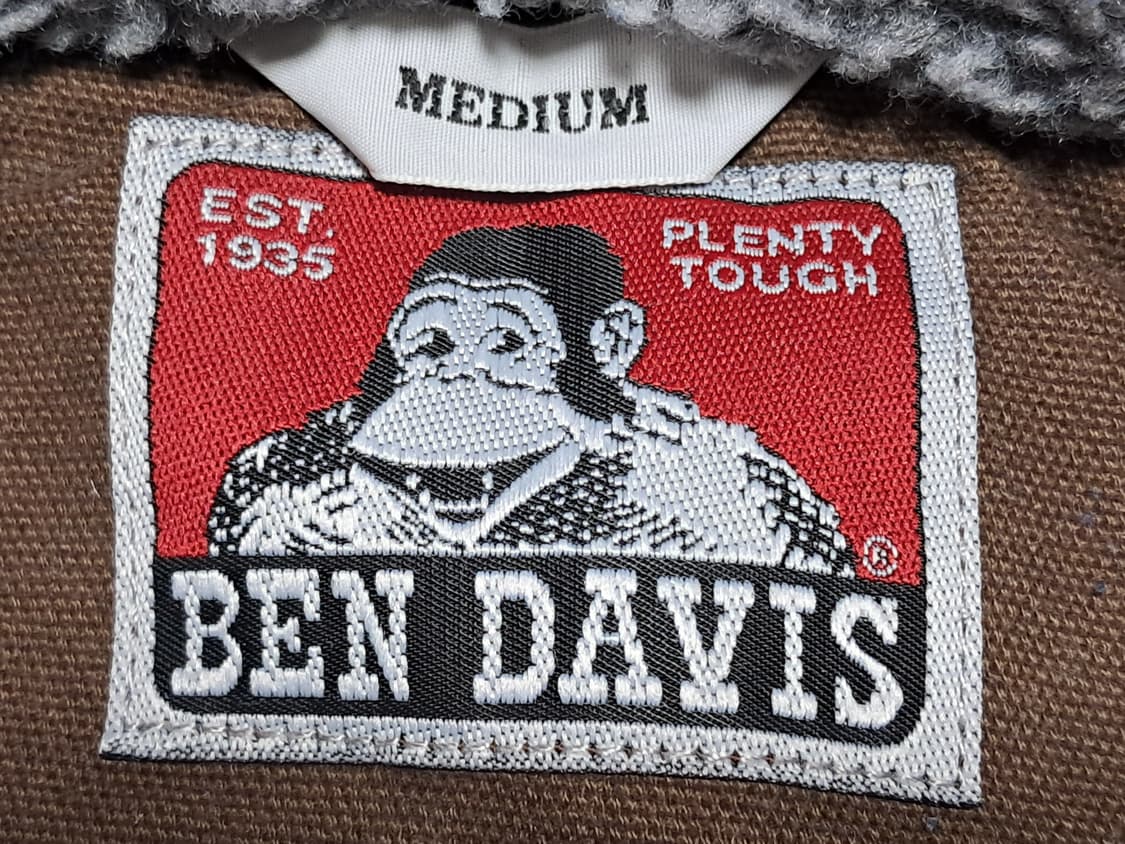 MEDIUM
EST.
1935
PLENTY
TOUGH
®
BEN DAVIS